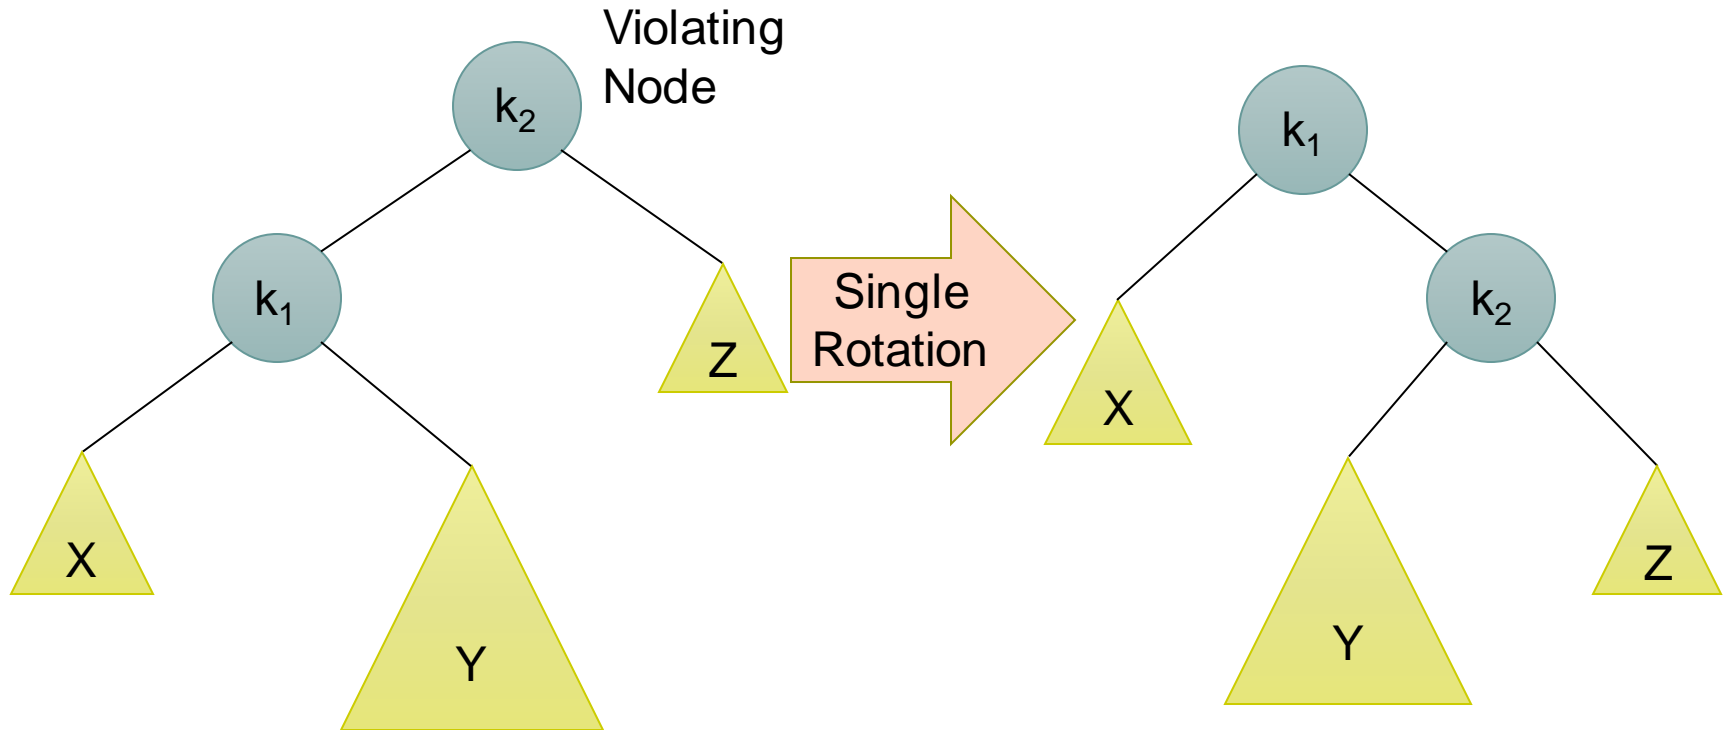 Violating
Node
k₂
k₁
Z
X
Y
Single
Rotation
k₁
k₂
X
Y
Z